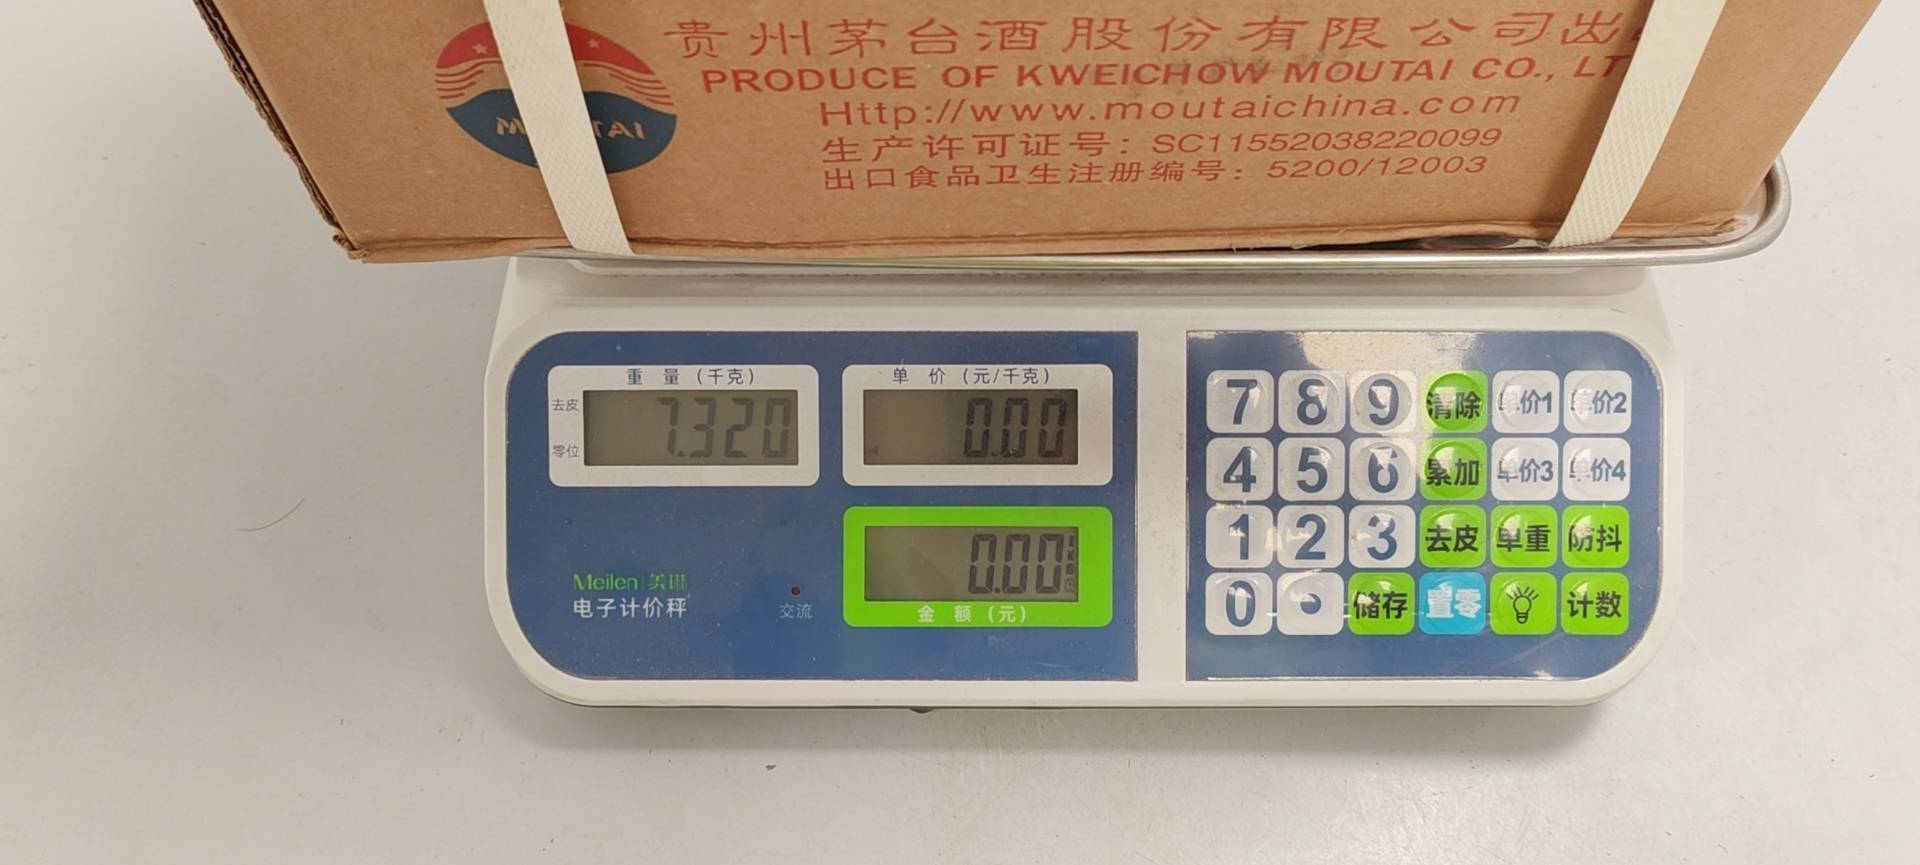 贵州茅台酒股份有限公司出
PRODUCE OF KWEICHOW MOUTAI CO., LT
Http://www.moutaichina.com
生产许可证号: SC11552038220099
出口食品卫生注册编号: 5200/12003
重 量 (千克)
去皮
零位
7.320
单 价 (元/千克)
0.00
0.00
金 额 (元)
Meilen 美琳
电子计价秤
交流
7 8 9 清除 单价1 单价2
4 5 6 累加 单价3 单价4
1 2 3 去皮 单重 防抖
0 . 储存 置零 计数